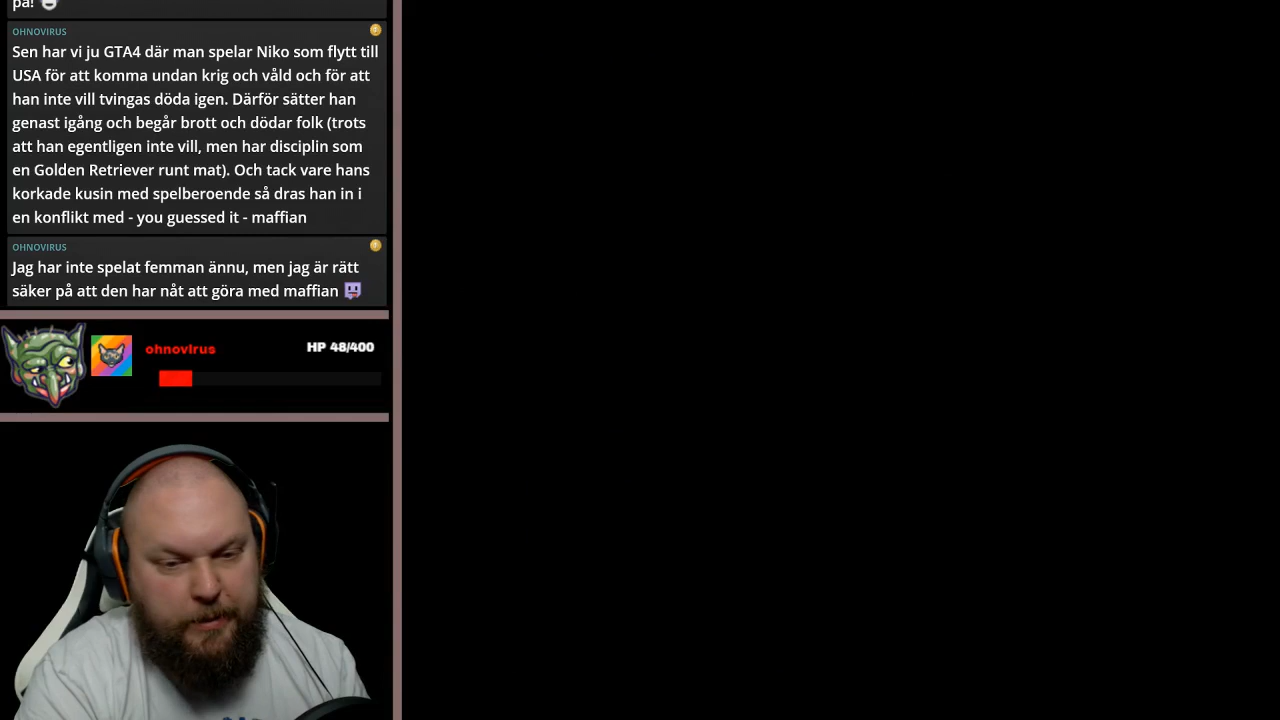 på!
OHNOVIRUS
Sen har vi ju GTA4 där man spelar Niko som flytt till
USA för att komma undan krig och våld och för att
han inte vill tvingas döda igen. Därför sätter han
genast igång och begår brott och dödar folk (trots
att han egentligen inte vill, men har disciplin som
en Golden Retriever runt mat). Och tack vare hans
korkade kusin med spelberoende så dras han in i
en konflikt med - you guessed it - maffian
OHNOVIRUS
Jag har inte spelat femman ännu, men jag är rätt
säker på att den har nåt att göra med maffian
ohnovirus HP 48/400